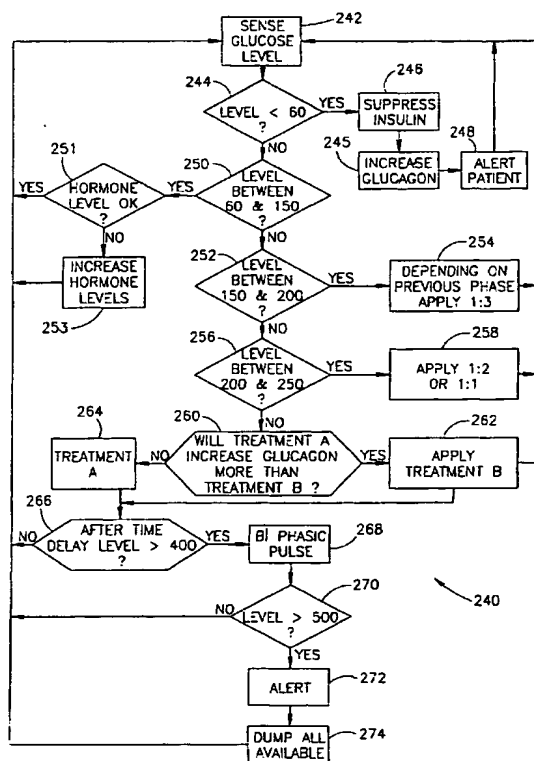 242
SENSE
GLUCOSE
LEVEL
244
LEVEL < 60
?
YES
246
SUPPRESS
INSULIN
NO
245
INCREASE
GLUCAGON
248
ALERT
PATIENT
251
HORMONE
LEVEL OK
?
YES
NO
250
LEVEL
BETWEEN
60 & 150
?
YES
NO
INCREASE
HORMONE
LEVELS
253
252
LEVEL
BETWEEN
150 & 200
?
YES
NO
254
DEPENDING ON
PREVIOUS PHASE
APPLY 1:3
256
LEVEL
BETWEEN
200 & 250
?
YES
NO
258
APPLY 1:2
OR 1:1
264
TREATMENT
A
NO
260
WILL TREATMENT A
INCREASE GLUCAGON
MORE THAN
TREATMENT B ?
YES
262
APPLY
TREATMENT B
266
NO
AFTER TIME
DELAY LEVEL > 400
?
YES
268
BI PHASIC
PULSE
270
NO
LEVEL > 500
?
YES
240
ALERT
272
DUMP ALL
AVAILABLE
274